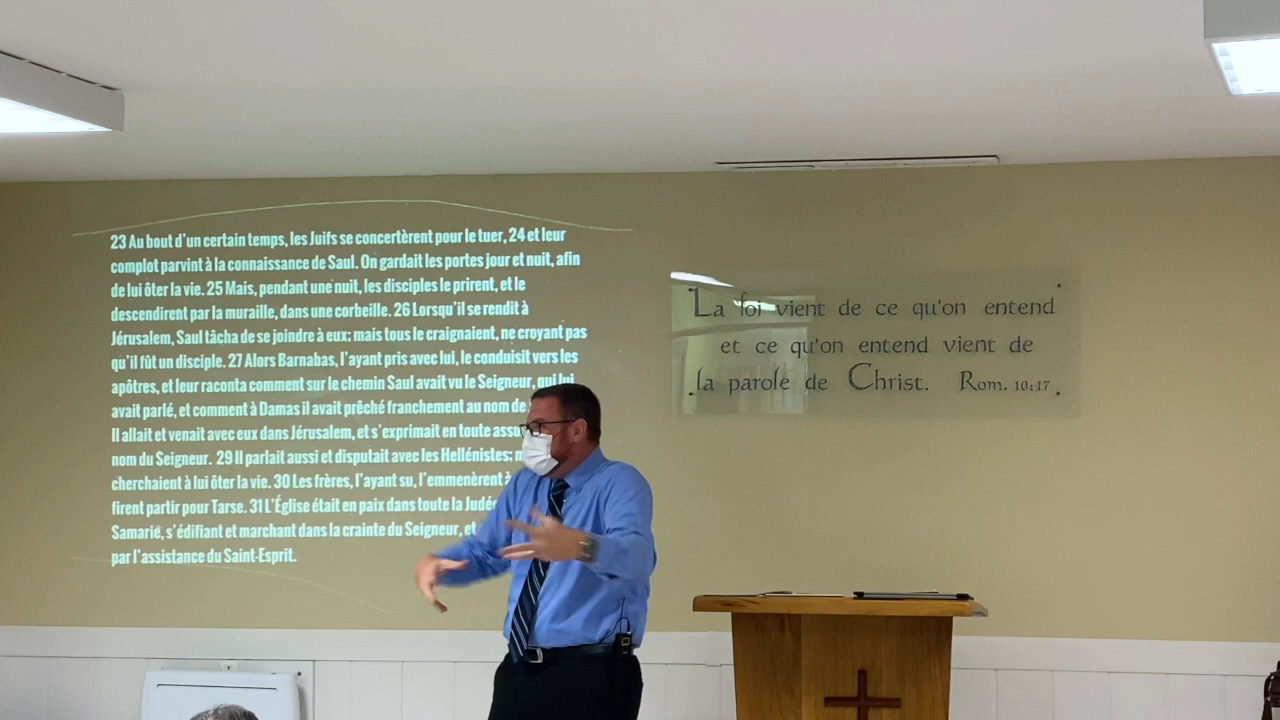 23 Au bout d'un certain temps, les Juifs se concertèrent pour le tuer, 24 et leur
complot parvint à la connaissance de Saul. On gardait les portes jour et nuit, afin
de lui ôter la vie. 25 Mais, pendant une nuit, les disciples le prirent, et le
descendirent par la muraille, dans une corbeille. 26 Lorsqu'il se rendit à
Jérusalem, Saul tâcha de se joindre à eux; mais tous le craignaient, ne croyant pas
qu'il fût un disciple. 27 Alors Barnabas, l'ayant pris avec lui, le conduisit vers les
apôtres, et leur raconta comment sur le chemin Saul avait vu le Seigneur, qui lui
avait parlé, et comment à Damas il avait prêché franchement au nom de
Il allait et venait avec eux dans Jérusalem, et s'exprimait en toute assu
nom du Seigneur. 29 Il parlait aussi et disputait avec les Hellénistes;
cherchaient à lui ôter la vie. 30 Les frères, l'ayant su, l'emmenèrent à
firent partir pour Tarse. 31 L'Église était en paix dans toute la Judé
Samarie, s'édifiant et marchant dans la crainte du Seigneur, et
par l'assistance du Saint-Esprit.
La foi vient de ce qu'on entend
et ce qu'on entend vient de
la parole de Christ. Rom. 10:17